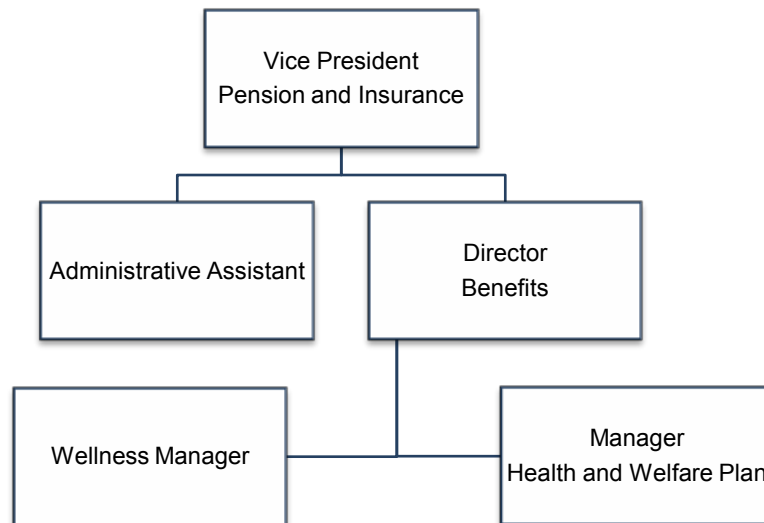 Vice President
Pension and Insurance
Administrative Assistant
Director
Benefits
Wellness Manager
Manager
Health and Welfare Plan